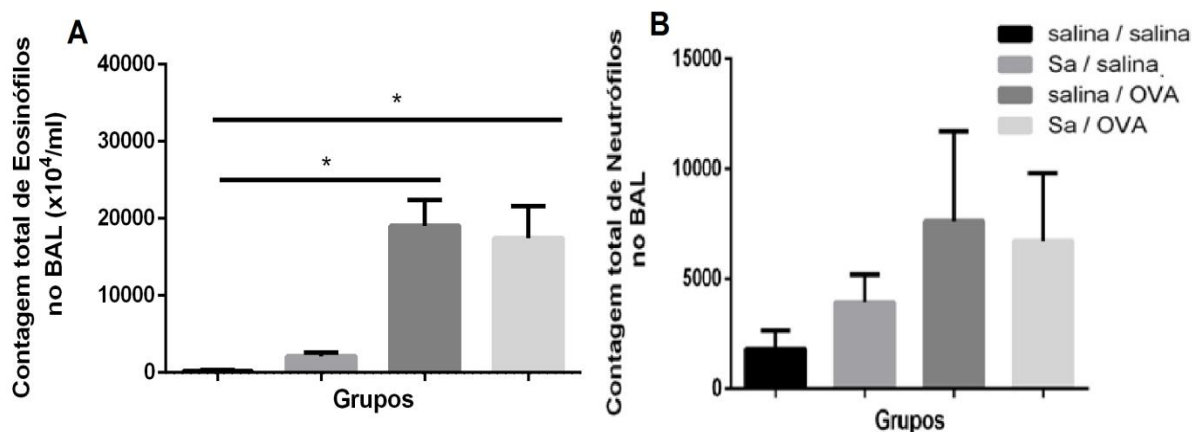 A
Contagem total de Eosinófilos
no BAL (x10⁴/ml)
40000
30000
20000
10000
0
*
*
Grupos
B
Contagem total de Neutrófilos
no BAL
15000
10000
5000
0
Grupos
salina / salina
Sa / salina
salina / OVA
Sa / OVA